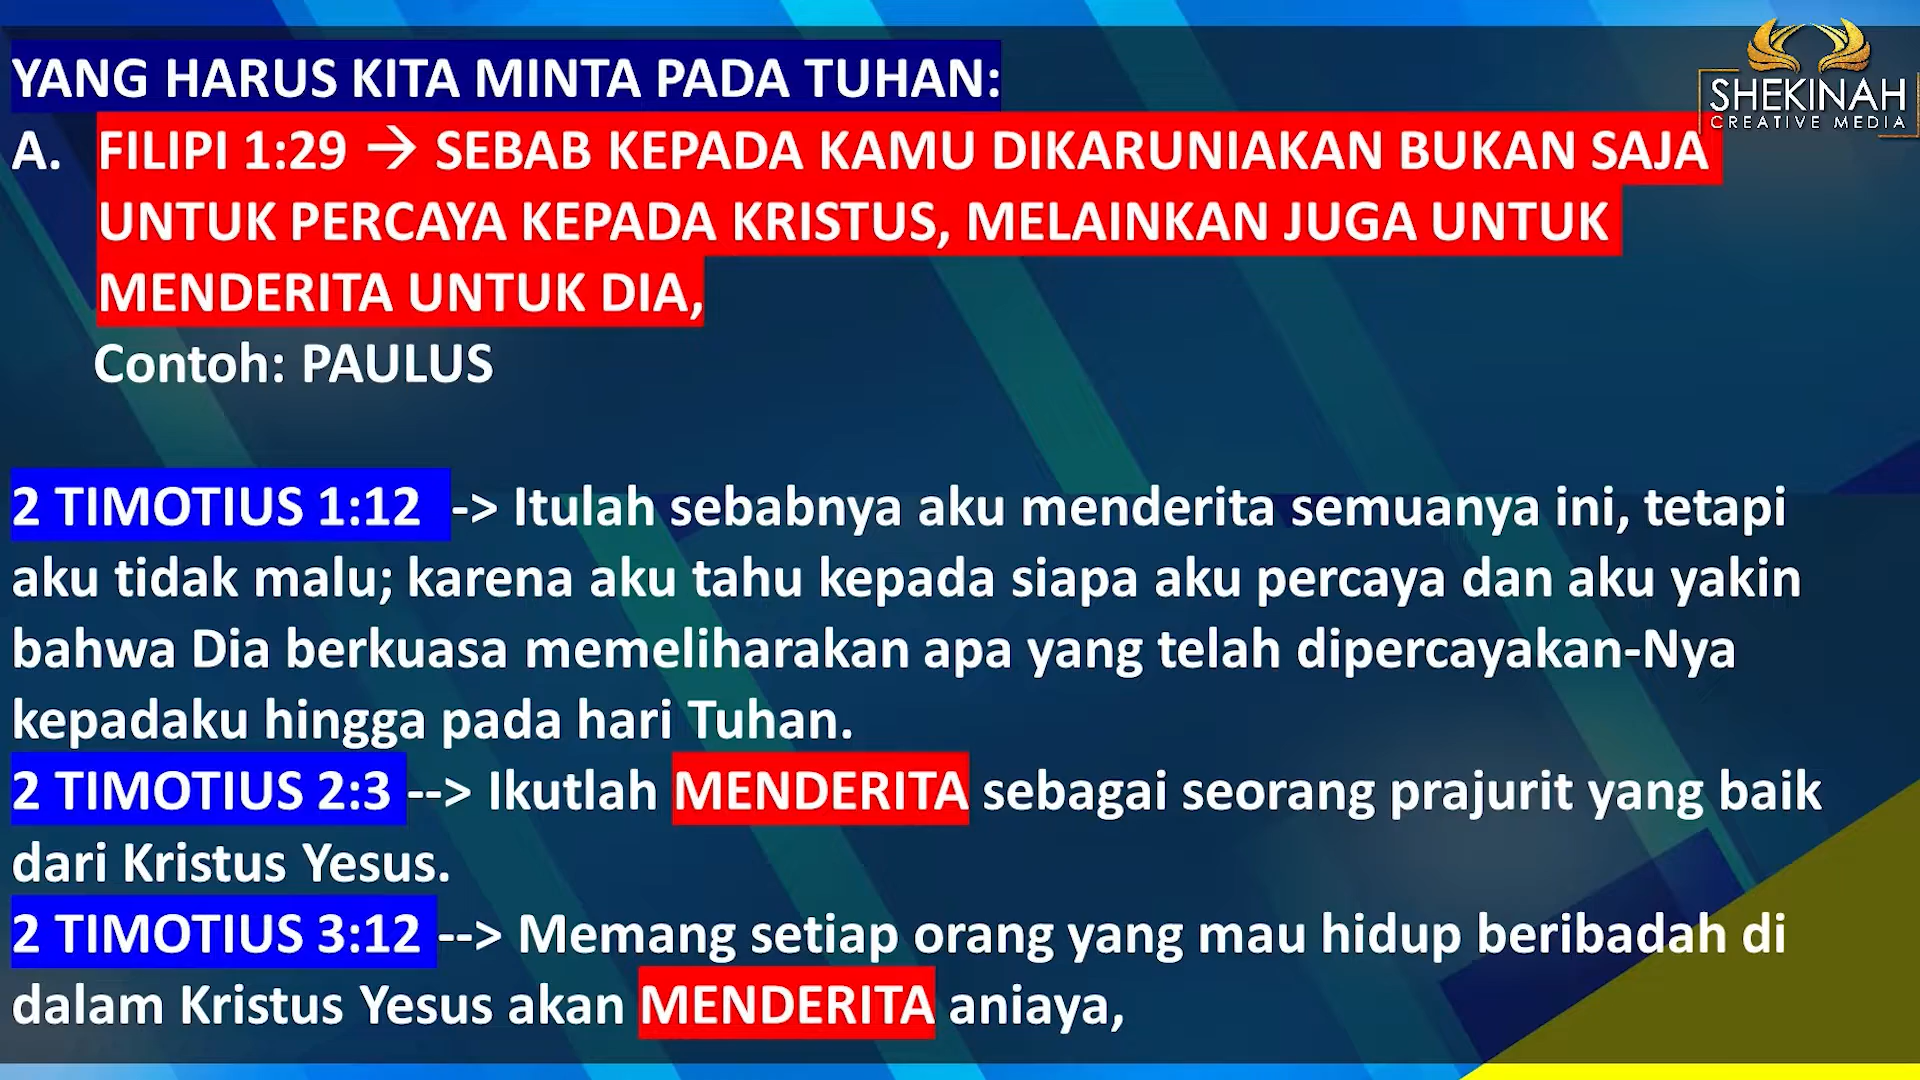 YANG HARUS KITA MINTA PADA TUHAN:
A. FILIPI 1:29 → SEBAB KEPADA KAMU DIKARUNIAKAN BUKAN SAJA
UNTUK PERCAYA KEPADA KRISTUS, MELAINKAN JUGA UNTUK
MENDERITA UNTUK DIA,
Contoh: PAULUS
2 TIMOTIUS 1:12 -> Itulah sebabnya aku menderita semuanya ini, tetapi
aku tidak malu; karena aku tahu kepada siapa aku percaya dan aku yakin
bahwa Dia berkuasa memeliharakan apa yang telah dipercayakan-Nya
kepadaku hingga pada hari Tuhan.
2 TIMOTIUS 2:3 --> Ikutlah MENDERITA sebagai seorang prajurit yang baik
dari Kristus Yesus.
2 TIMOTIUS 3:12 --> Memang setiap orang yang mau hidup beribadah di
dalam Kristus Yesus akan MENDERITA aniaya,
SHEKINAH
CREATIVE MEDIA